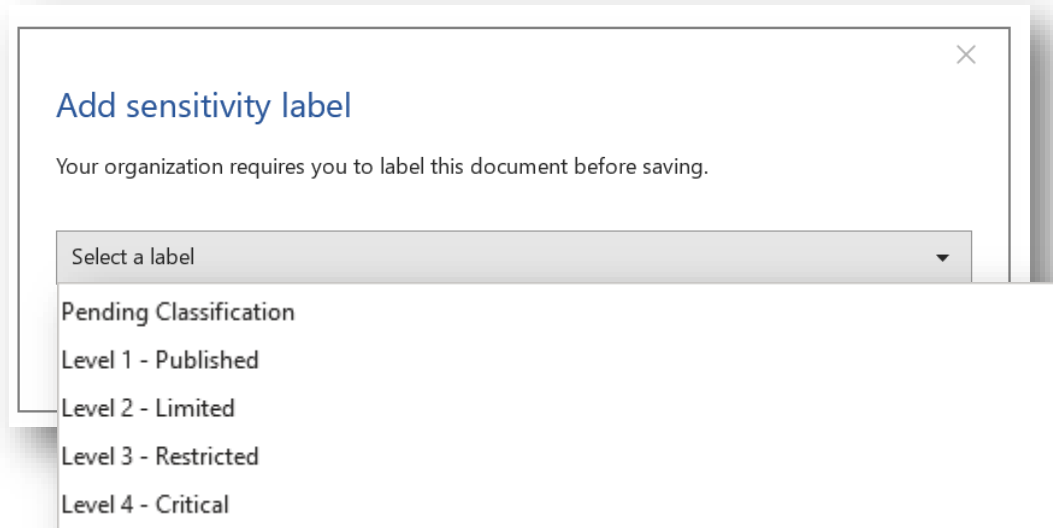 Add sensitivity label
Your organization requires you to label this document before saving.
Select a label
Pending Classification
Level 1 - Published
Level 2 - Limited
Level 3 - Restricted
Level 4 - Critical